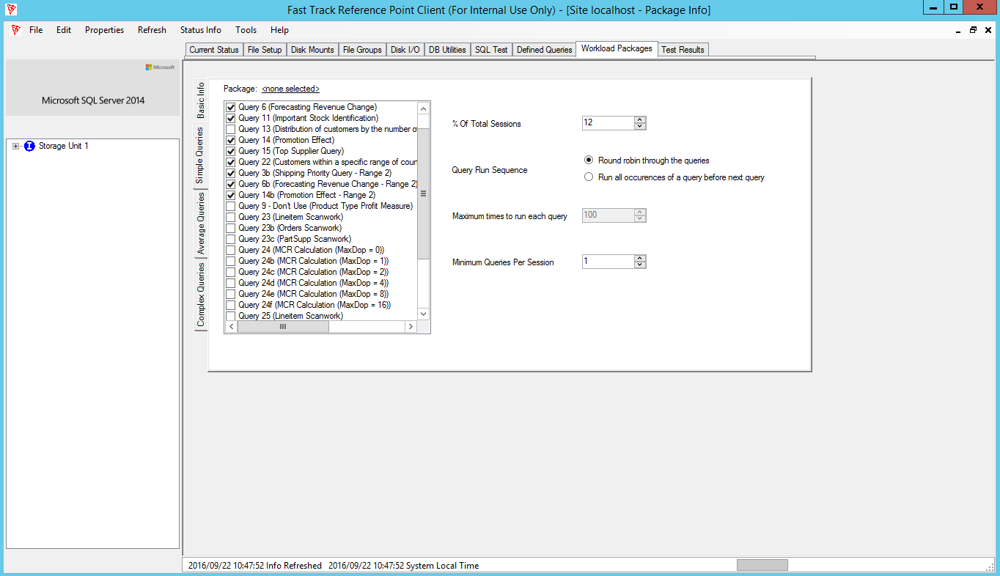 Fast Track Reference Point Client (For Internal Use Only) - [Site localhost - Package Info]
File Edit Properties Refresh Status Info Tools Help
Current Status File Setup Disk Mounts File Groups Disk I/O DB Utilities SQL Test Defined Queries Workload Packages Test Results
Microsoft
Microsoft SQL Server 2014
Storage Unit 1
Basic Info
Simple Queries
Average Queries
Complex Queries
Package: <none selected>
Query 6 (Forecasting Revenue Change)
Query 11 (Important Stock Identification)
Query 13 (Distribution of customers by the number of
Query 14 (Promotion Effect)
Query 15 (Top Supplier Query)
Query 22 (Customers within a specific range of coun
Query 3b (Shipping Priority Query - Range 2)
Query 6b (Forecasting Revenue Change - Range 2)
Query 14b (Promotion Effect - Range 2)
Query 9 - Don't Use (Product Type Profit Measure)
Query 23 (Lineitem Scanwork)
Query 23b (Orders Scanwork)
Query 23c (PartSupp Scanwork)
Query 24 (MCR Calculation (MaxDop = 0))
Query 24b (MCR Calculation (MaxDop = 1))
Query 24c (MCR Calculation (MaxDop = 2))
Query 24d (MCR Calculation (MaxDop = 4))
Query 24e (MCR Calculation (MaxDop = 8))
Query 24f (MCR Calculation (MaxDop = 16))
Query 25 (Lineitem Scanwork)
% Of Total Sessions 12
Query Run Sequence
Round robin through the queries
Run all occurences of a query before next query
Maximum times to run each query 100
Minimum Queries Per Session 1
2016/09/22 10:47:52 Info Refreshed 2016/09/22 10:47:52 System Local Time